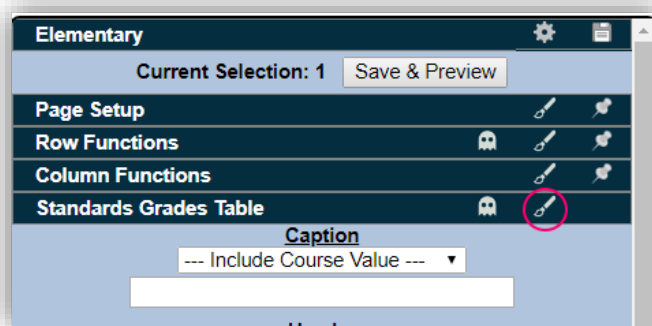 Elementary
Current Selection: 1 Save & Preview
Page Setup
Row Functions
Column Functions
Standards Grades Table
Caption
--- Include Course Value ---